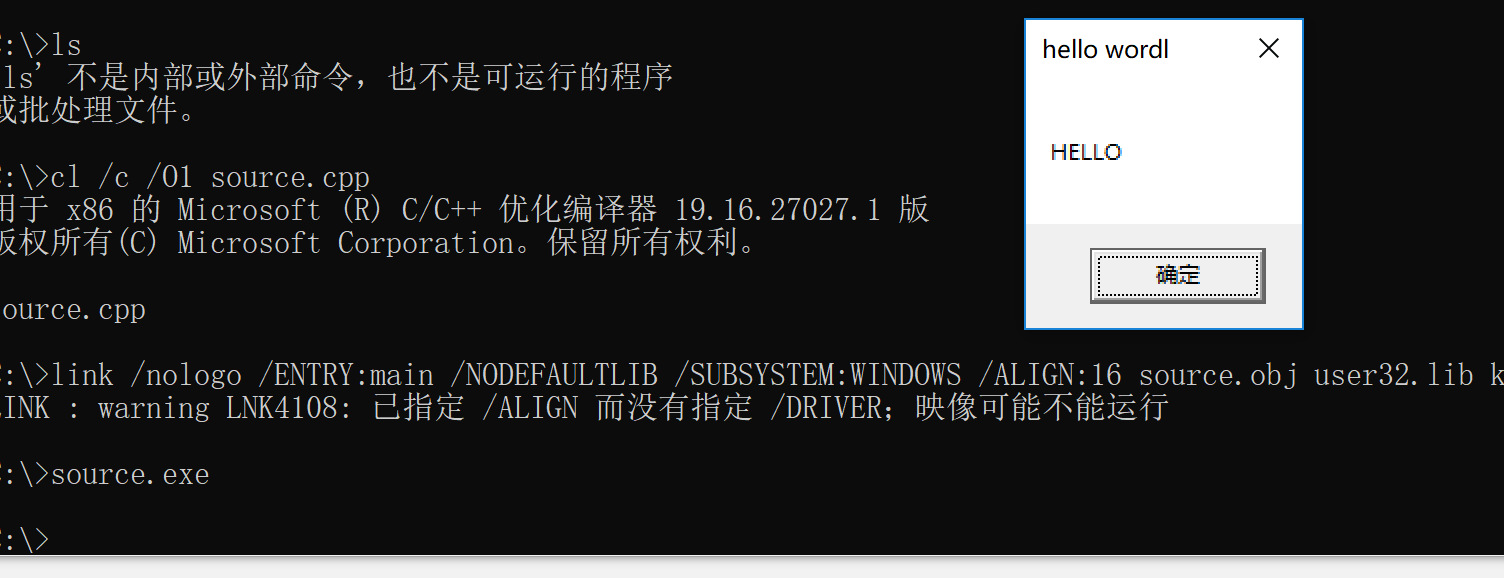 :\>ls
ls' 不是内部或外部命令，也不是可运行的程序
或批处理文件。
:\>cl /c /O1 source.cpp
用于 x86 的 Microsoft (R) C/C++ 优化编译器 19.16.27027.1 版
版权所有(C) Microsoft Corporation。保留所有权利。
ource.cpp
:\>link /nologo /ENTRY:main /NODEFAULTLIB /SUBSYSTEM:WINDOWS /ALIGN:16 source.obj user32.lib k
LINK : warning LNK4108: 已指定 /ALIGN 而没有指定 /DRIVER；映像可能不能运行
:\>source.exe
:\>
hello wordl
HELLO
确定